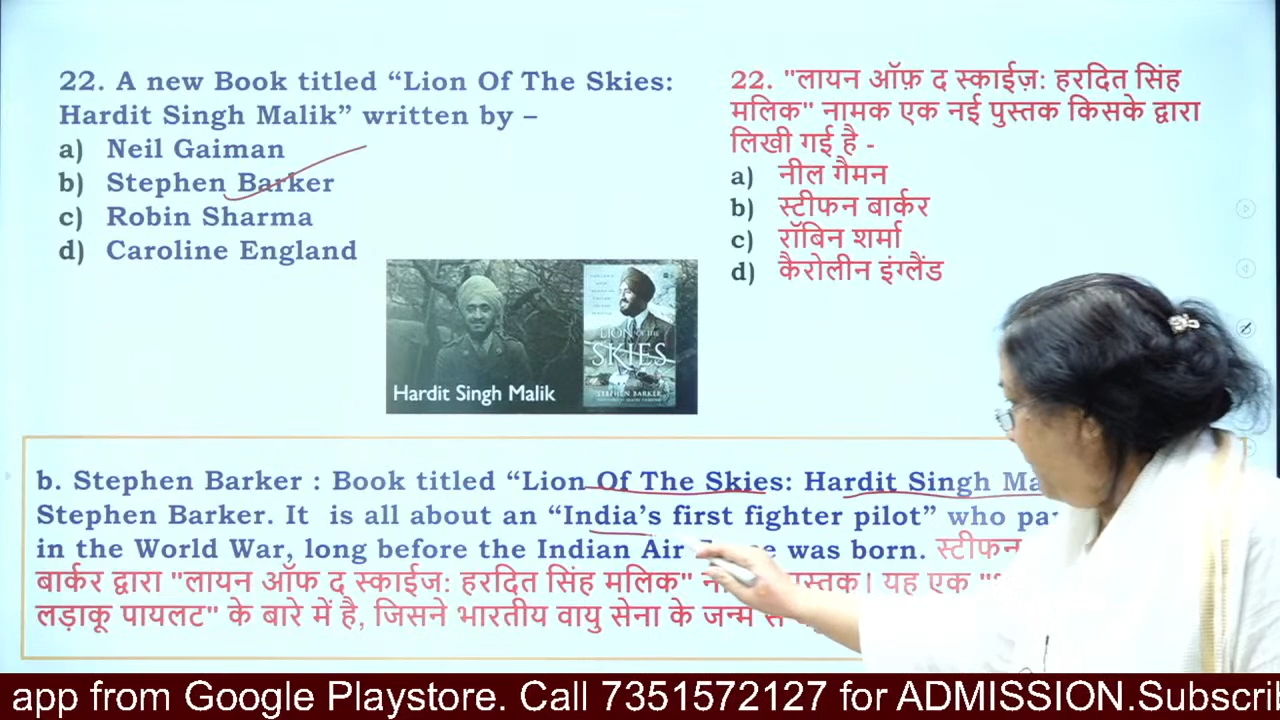 22. A new Book titled “Lion Of The Skies:
Hardit Singh Malik” written by –
a) Neil Gaiman
b) Stephen Barker
c) Robin Sharma
d) Caroline England
22. "लायन ऑफ़ द स्काईज़: हरदित सिंह
मलिक" नामक एक नई पुस्तक किसके द्वारा
लिखी गई है -
a) नील गैमन
b) स्टीफन बार्कर
c) रॉबिन शर्मा
d) कैरोलीन इंग्लैंड
Hardit Singh Malik
LION OF THE
SKIES
STEPHEN BARKER
b. Stephen Barker : Book titled “Lion Of The Skies: Hardit Singh
Stephen Barker. It is all about an “India’s first fighter pilot” who
in the World War, long before the Indian Air was born. स्टीफन
बार्कर द्वारा "लायन ऑफ द स्काईज: हरदित सिंह मलिक" पुस्तक। यह एक
लड़ाकू पायलट" के बारे में है, जिसने भारतीय वायु सेना के जन्म
app from Google Playstore. Call 7351572127 for ADMISSION.Subscri